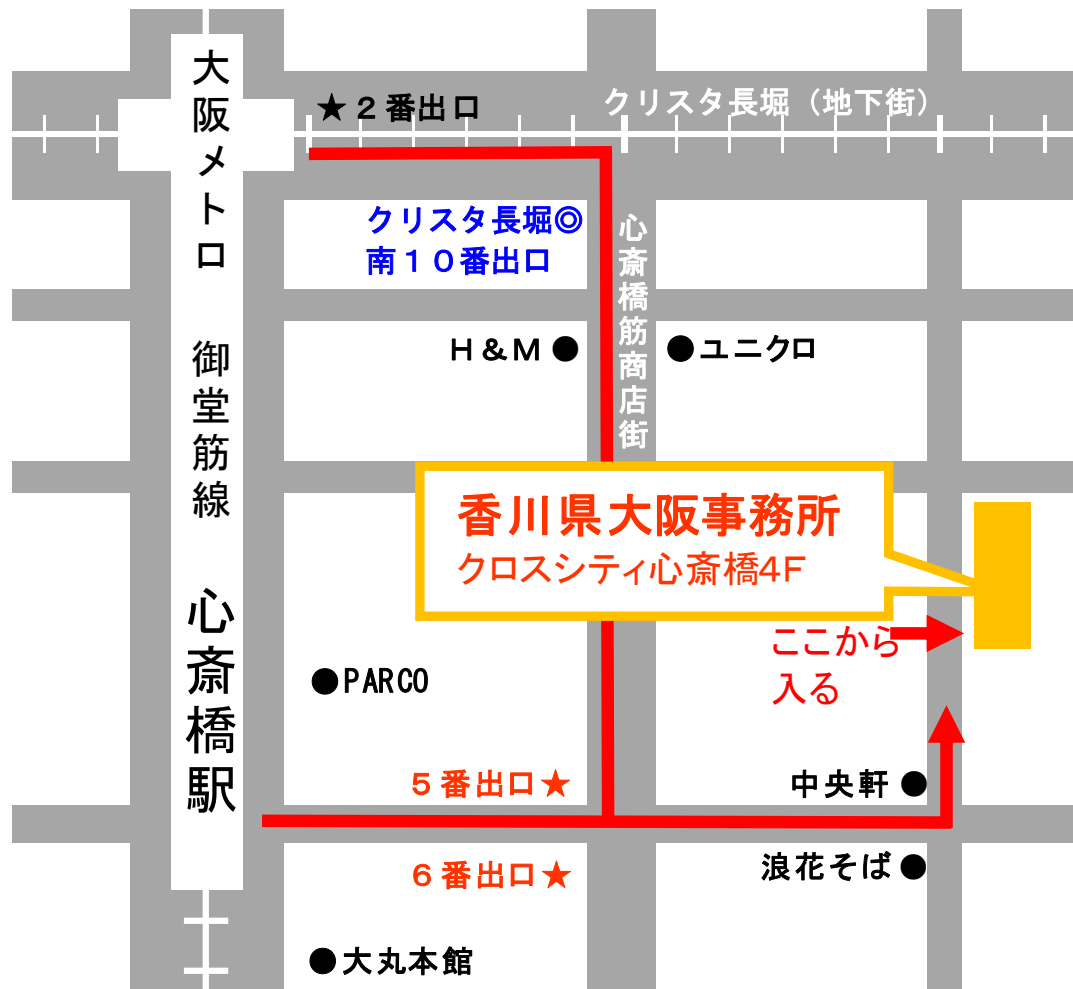 大阪メトロ
御堂筋線
心斎橋駅
★２番出口
クリスタ長堀（地下街）
クリスタ長堀◎
南１０番出口
心斎橋筋商店街
Ｈ＆Ｍ●
●ユニクロ
香川県大阪事務所
クロスシティ心斎橋4F
ここから
入る
●PARCO
５番出口★
中央軒●
６番出口★
浪花そば●
●大丸本館